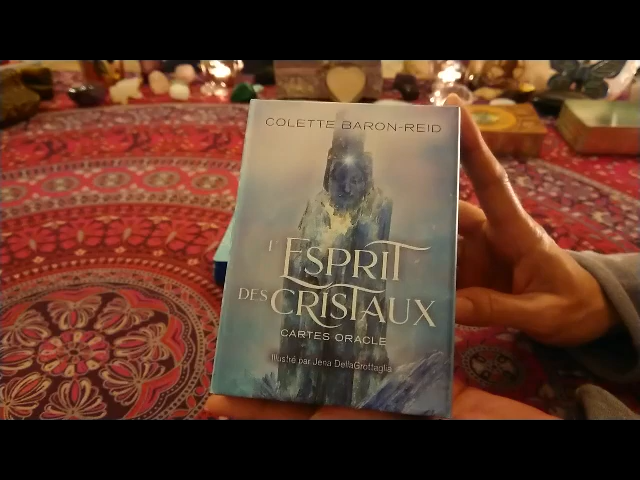 COLETTE BARON-REID
L'ESPRIT
DES CRISTAUX
CARTES ORACLE
Illustré par Jena DellaGrottaglia